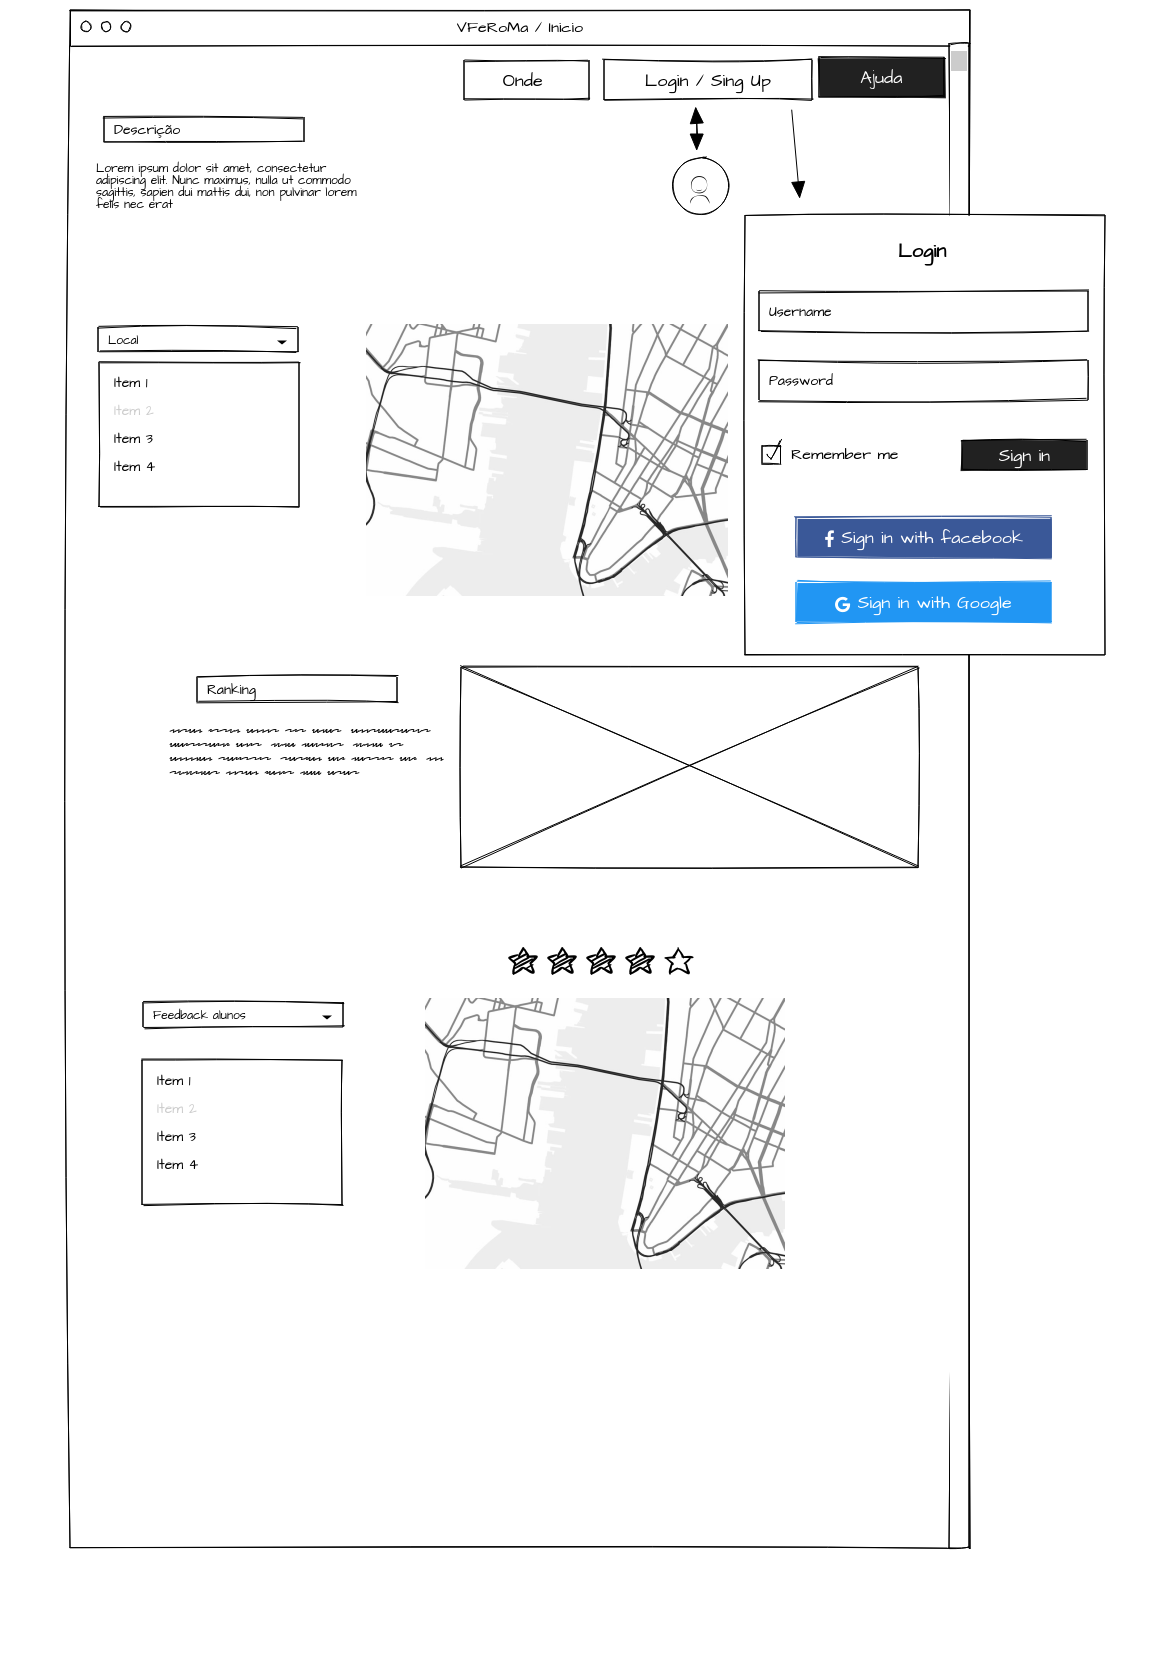 VFeRoMa / Inicio
Onde
Login / Sing Up
Ajuda
Descrição
Lorem ipsum dolor sit amet, consectetur
adipiscing elit. Nunc maximus, nulla ut commodo
sagittis, sapien dui mattis dui, non pulvinar lorem
felis nec erat
Login
Username
Password
Remember me
Sign in
Sign in with facebook
Sign in with Google
Local
Item 1
Item 2
Item 3
Item 4
Ranking
Feedback alunos
Item 1
Item 2
Item 3
Item 4